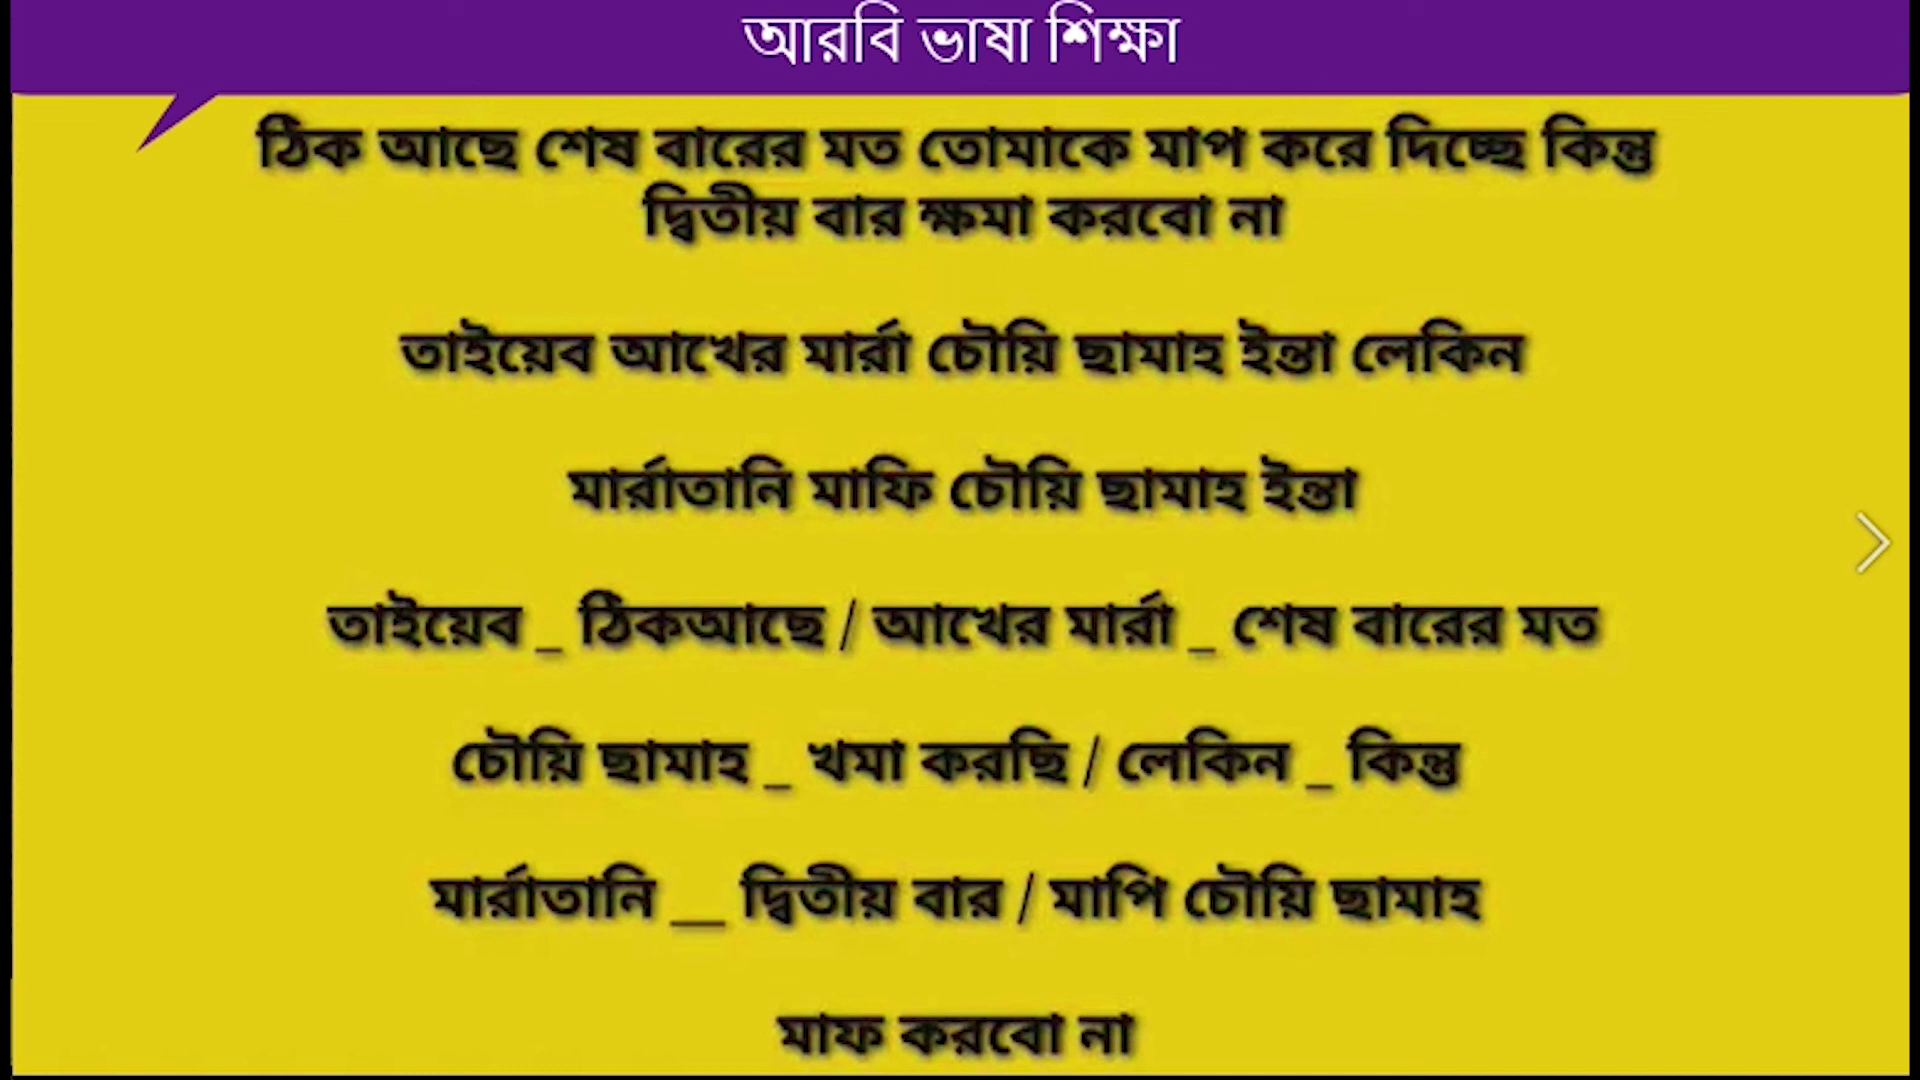 আরবি ভাষা শিক্ষা
ঠিক আছে শেষ বারের মত তোমাকে মাপ করে দিচ্ছে কিন্তু
দ্বিতীয় বার ক্ষমা করবো না
তাইয়েব আখের মার্রা চৌয়ি ছামাহ ইন্তা লেকিন
মার্রাতানি মাফি চৌয়ি ছামাহ ইন্তা
তাইয়েব _ ঠিকআছে / আখের মার্রা _ শেষ বারের মত
চৌয়ি ছামাহ _ খমা করছি / লেকিন _ কিন্তু
মার্রাতানি __ দ্বিতীয় বার / মাপি চৌয়ি ছামাহ
মাফ করবো না